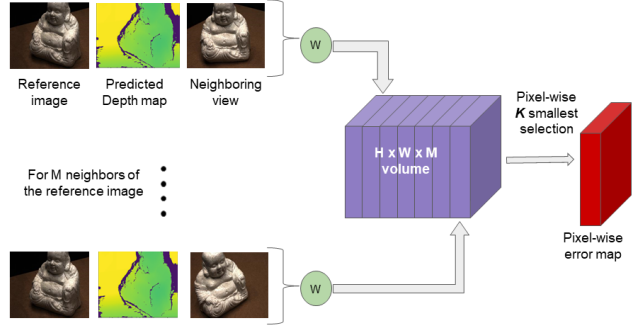 W
Reference
image
Predicted
Depth map
Neighboring
view
Pixel-wise
K smallest
selection
H x W x M
volume
For M neighbors of
the reference image
Pixel-wise
error map
W